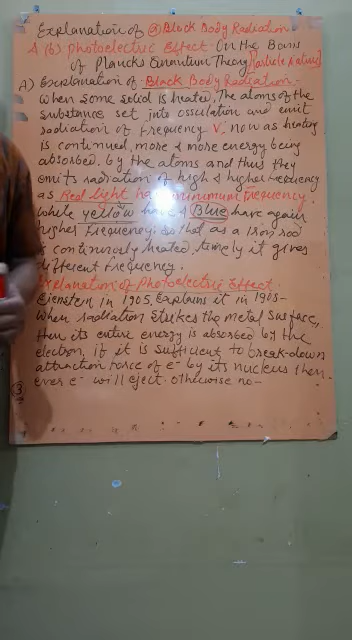 Explanation of (a) Black Body Radiation
& (b) Photoelectric Effect. On the Basis
of Plancks Theory [Particle Nature]
A) Explanation of Black Body Radiation -
When some solid is heated, The atoms of the
substance set into ossulation and emit
radiation of frequency V. now as heating
is continued, more & more energy being
absorbed by the atoms and thus they
emits radiation of high & higher frequency
as Red light has minimum frequency
while yellow have & Blue have again
higher frequency. So that as a Iron rod
is continuously heated, it gives
different frequency.
Explanation of Photoelectric Effect.
in 1905. Explains it in 1905-
When radiation strikes the metal surface,
then its entire energy is absorbed by the
electron, if it is sufficient to break-down
attraction force of e- by its nucleus then
e- will eject. otherwise no-